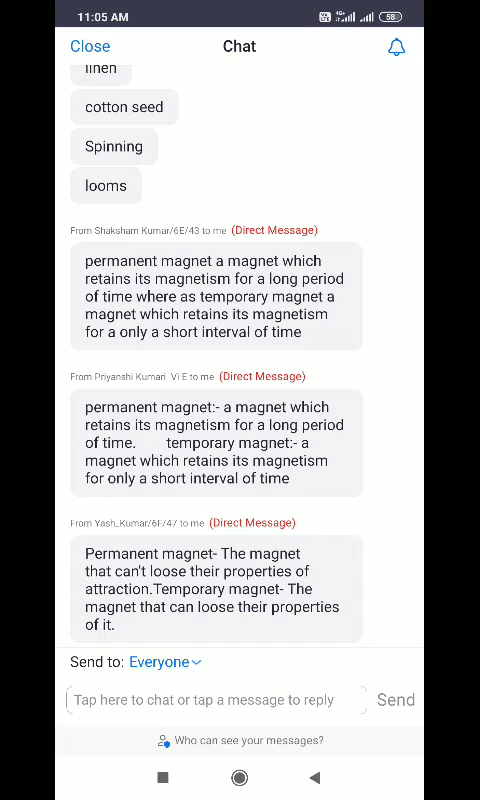 11:05 AM
4G+
58
Close
Chat
linen
cotton seed
Spinning
looms
From Shaksham Kumar/6E/43 to me (Direct Message)
permanent magnet a magnet which
retains its magnetism for a long period
of time where as temporary magnet a
magnet which retains its magnetism
for a only a short interval of time
From Priyanshi Kumari Vi E to me (Direct Message)
permanent magnet:- a magnet which
retains its magnetism for a long period
of time. temporary magnet:- a
magnet which retains its magnetism
for only a short interval of time
From Yash_Kumar/6F/47 to me (Direct Message)
Permanent magnet- The magnet
that can't loose their properties of
attraction.Temporary magnet- The
magnet that can loose their properties
of it.
Send to: Everyone
Tap here to chat or tap a message to reply
Send
Who can see your messages?